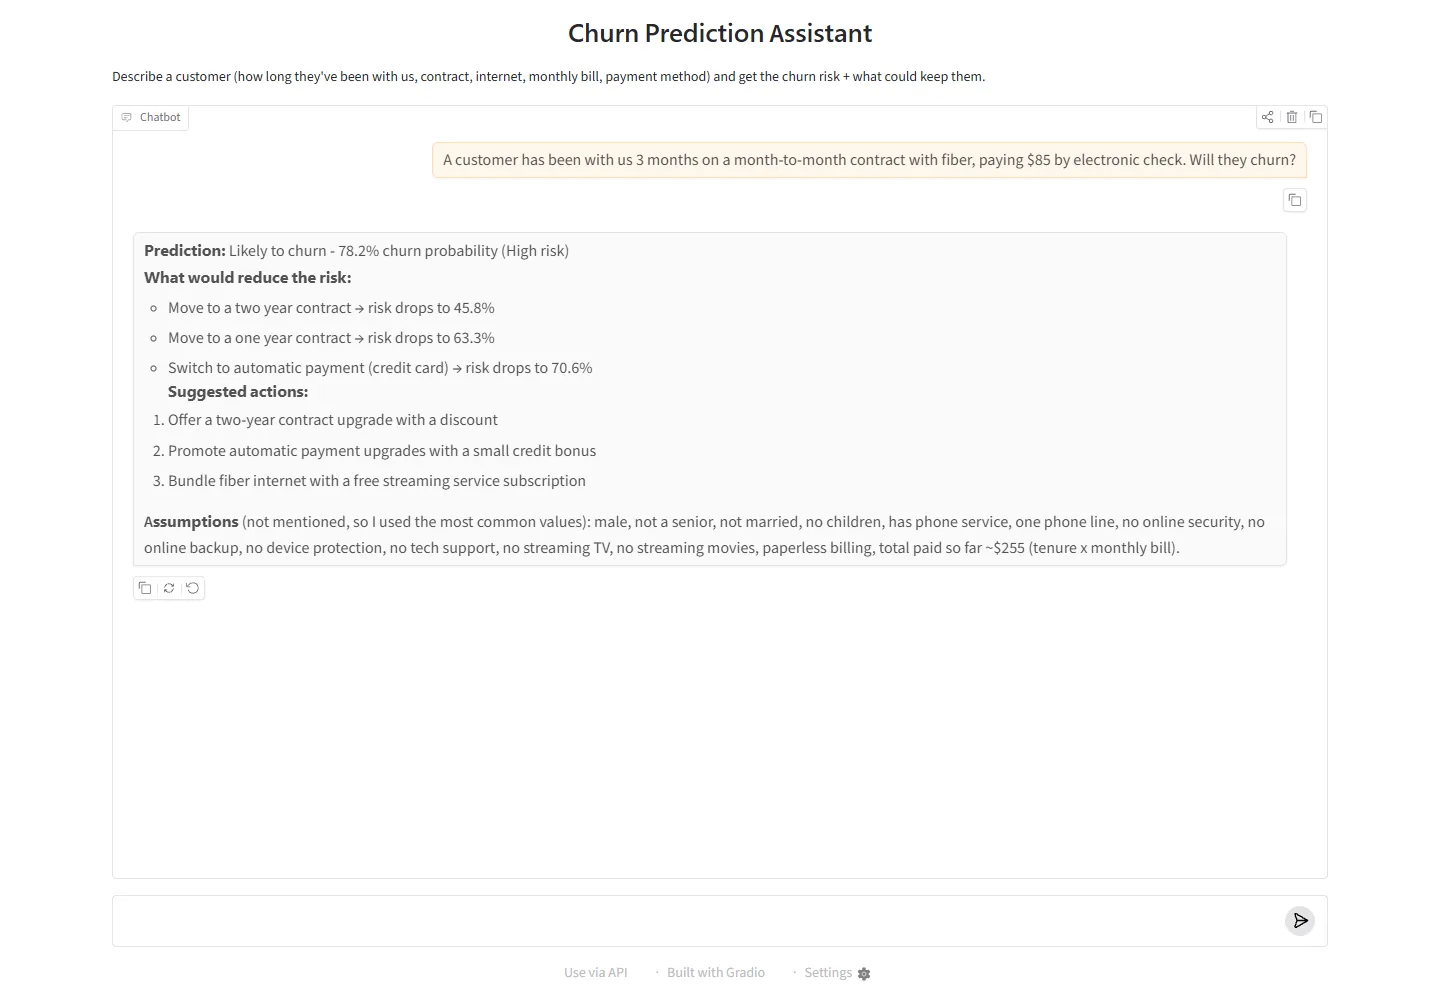 Churn Prediction Assistant
Describe a customer (how long they've been with us, contract, internet, monthly bill, payment method) and get the churn risk + what could keep them.
Chatbot
A customer has been with us 3 months on a month-to-month contract with fiber, paying $85 by electronic check. Will they churn?
Prediction: Likely to churn - 78.2% churn probability (High risk)
What would reduce the risk:
Move to a two year contract → risk drops to 45.8%
Move to a one year contract → risk drops to 63.3%
Switch to automatic payment (credit card) → risk drops to 70.6%
Suggested actions:
1. Offer a two-year contract upgrade with a discount
2. Promote automatic payment upgrades with a small credit bonus
3. Bundle fiber internet with a free streaming service subscription
Assumptions (not mentioned, so I used the most common values): male, not a senior, not married, no children, has phone service, one phone line, no online security, no
online backup, no device protection, no tech support, no streaming TV, no streaming movies, paperless billing, total paid so far ~$255 (tenure x monthly bill).
Use via API · Built with Gradio · Settings